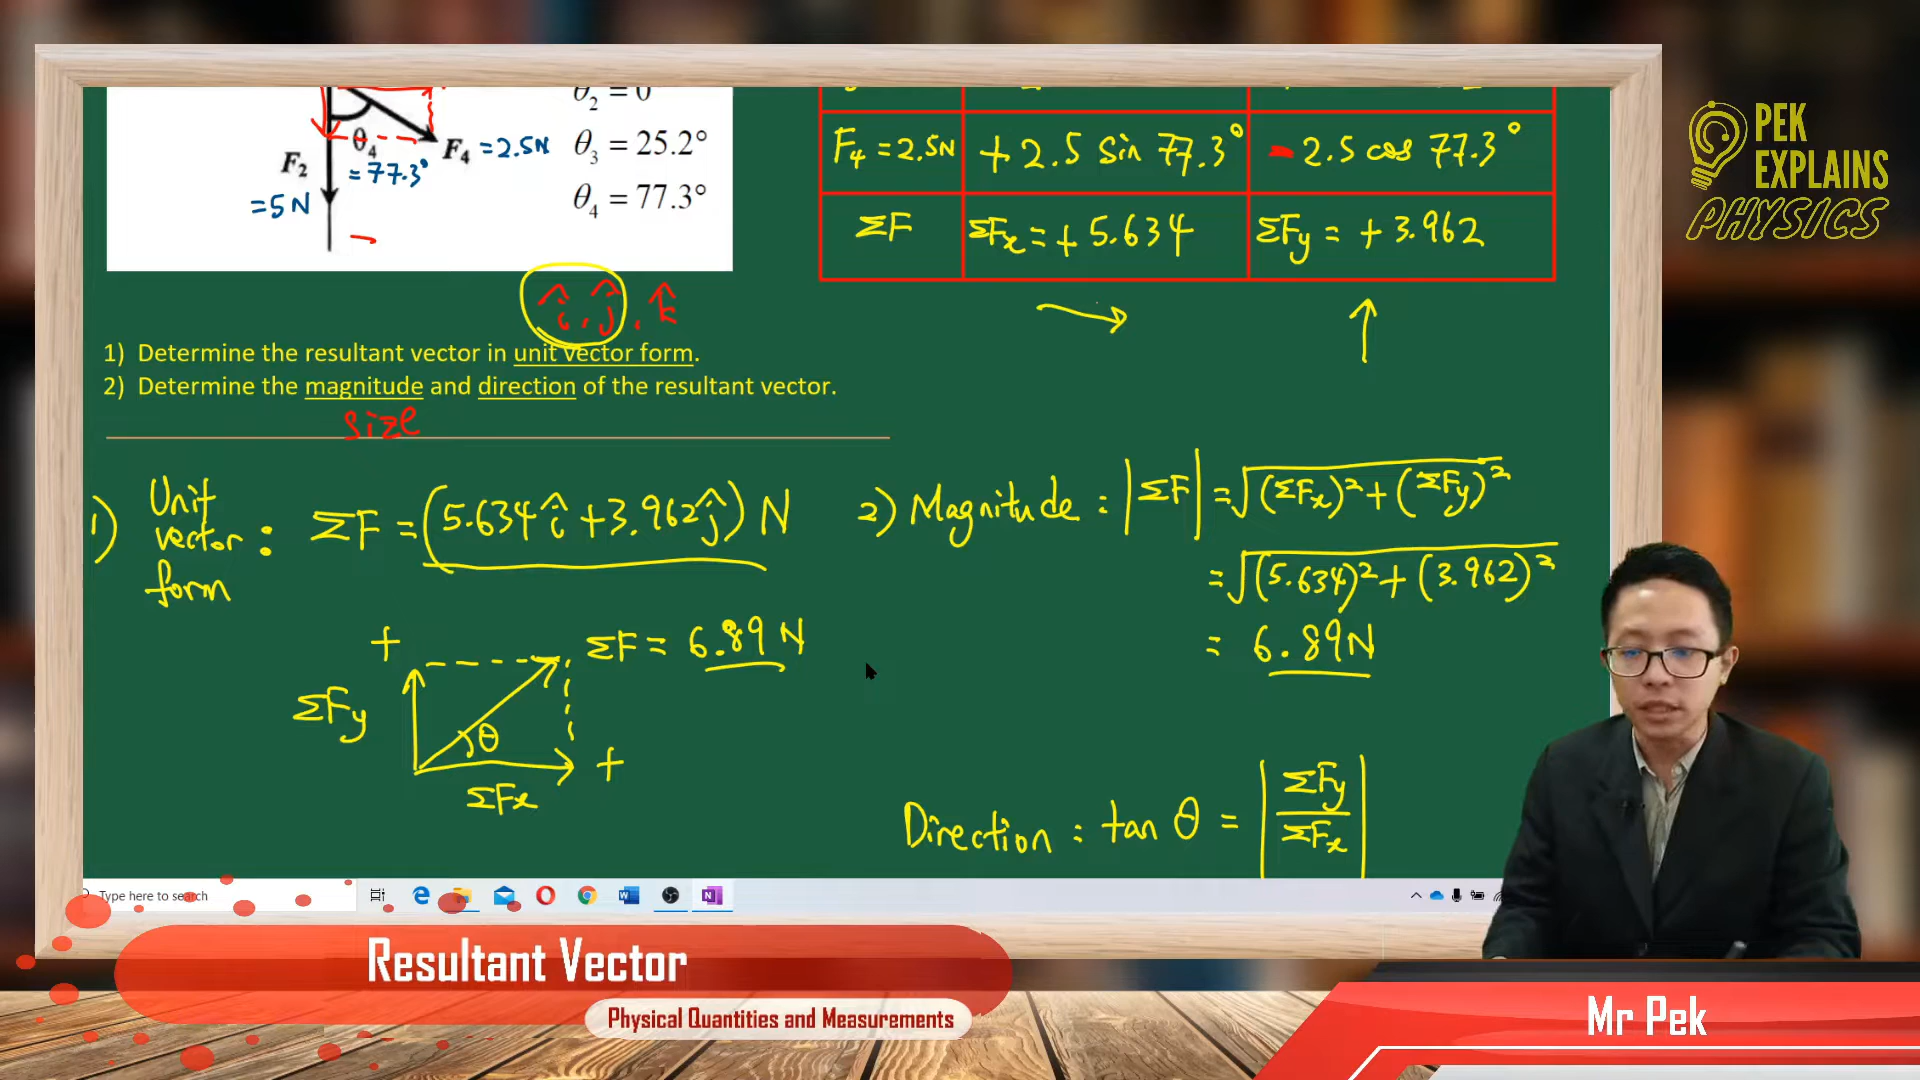 θ2 = 0
θ4
F4 = 2.5N
θ3 = 25.2°
F2
= 77.3°
= 5N
θ4 = 77.3°
F4 = 2.5N
+ 2.5 sin 77.3°
- 2.5 cos 77.3°
ΣF
ΣFx = + 5.634
ΣFy = + 3.962
PEK
EXPLAINS
PHYSICS
î, ĵ, k̂
1) Determine the resultant vector in unit vector form.
2) Determine the magnitude and direction of the resultant vector.
size
1) Unit vector form : ΣF = (5.634î + 3.962ĵ) N
+
ΣF = 6.89 N
ΣFy
θ
+
ΣFx
2) Magnitude : |ΣF| = √(ΣFx)² + (ΣFy)²
= √(5.634)² + (3.962)²
= 6.89N
Direction : tan θ = |ΣFy / ΣFx|
Type here to search
Resultant Vector
Physical Quantities and Measurements
Mr Pek